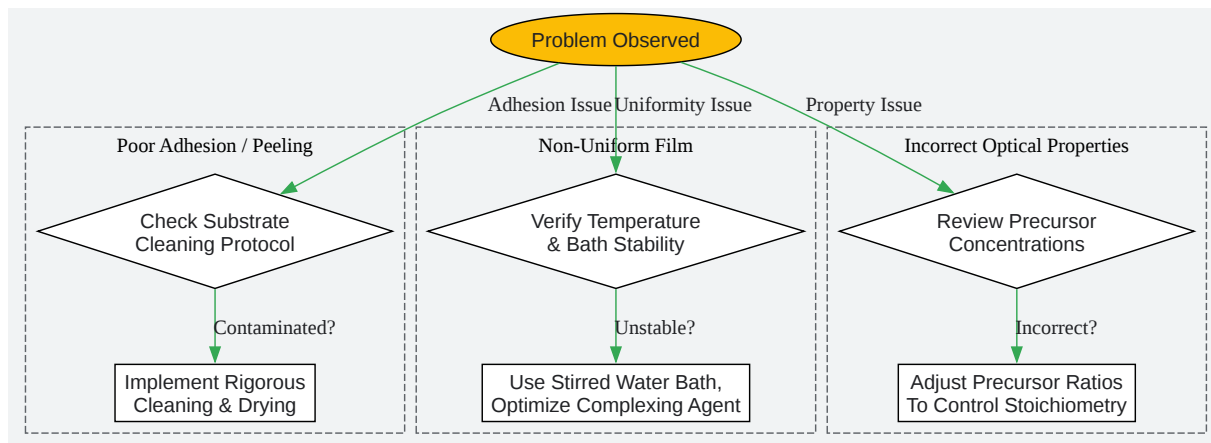 Problem Observed
Adhesion Issue
Uniformity Issue
Property Issue
Poor Adhesion / Peeling
Non-Uniform Film
Incorrect Optical Properties
Check Substrate
Cleaning Protocol
Verify Temperature
& Bath Stability
Review Precursor
Concentrations
Contaminated?
Unstable?
Incorrect?
Implement Rigorous
Cleaning & Drying
Use Stirred Water Bath,
Optimize Complexing Agent
Adjust Precursor Ratios
To Control Stoichiometry